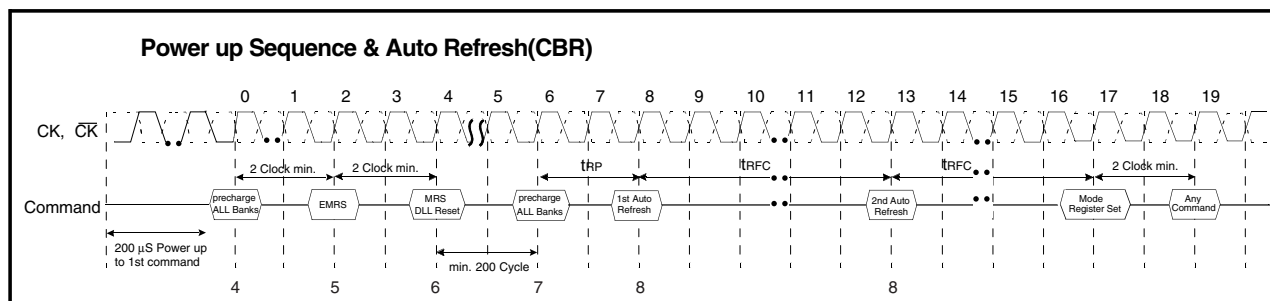 Power up Sequence & Auto Refresh(CBR)
0 1 2 3 4 5 6 7 8 9 10 11 12 13 14 15 16 17 18 19
CK, CK
2 Clock min. 2 Clock min. tRP tRFC tRFC 2 Clock min.
Command
precharge
ALL Banks
EMRS
MRS
DLL Reset
precharge
ALL Banks
1st Auto
Refresh
2nd Auto
Refresh
Mode
Register Set
Any
Command
200 µS Power up
to 1st command
min. 200 Cycle
4 5 6 7 8 8